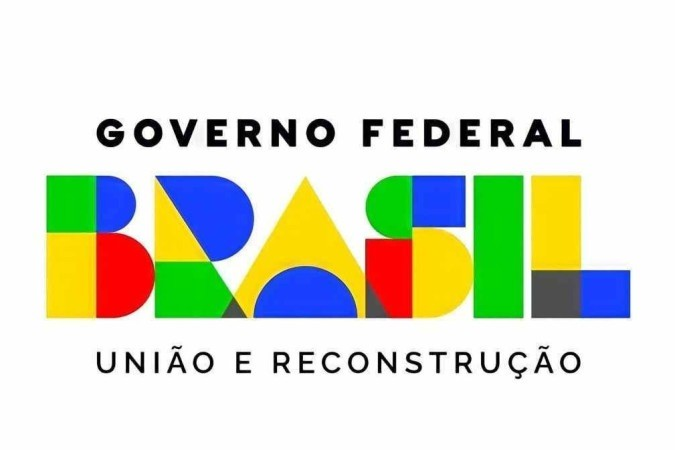 GOVERNO FEDERAL
BRASIL
UNIÃO E RECONSTRUÇÃO